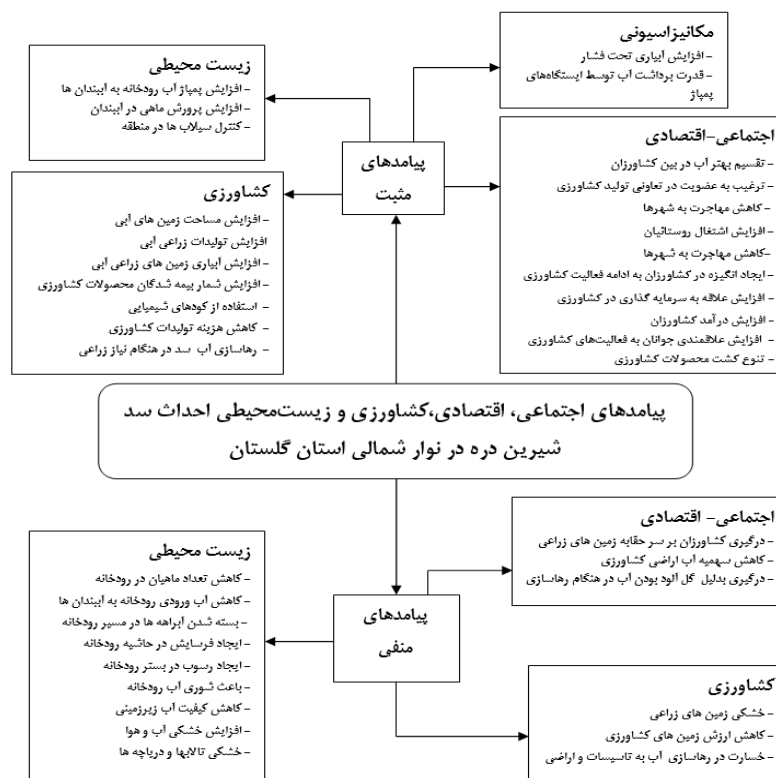 مکانیزاسیونی
- افزایش آبیاری تحت فشار
- قدرت برداشت آب توسط ایستگاه‌های
پمپاژ
زیست محیطی
- افزایش پمپاژ آب رودخانه به آببندان ها
- افزایش پرورش ماهی در آببندان
- کنترل سیلاب ها در منطقه
پیامدهای
مثبت
اجتماعی-اقتصادی
- تقسیم بهتر آب در بین کشاورزان
- ترغیب به عضویت در تعاونی تولید کشاورزی
- کاهش مهاجرت به شهرها
- افزایش اشتغال روستائیان
-کاهش مهاجرت به شهرها
- ایجاد انگیزه در کشاورزان به ادامه فعالیت کشاورزی
- افزایش علاقه به سرمایه گذاری در کشاورزی
- افزایش درآمد کشاورزان
- افزایش علاقمندی جوانان به فعالیت‌های کشاورزی
- تنوع کشت محصولات کشاورزی
کشاورزی
- افزایش مساحت زمین های آبی
افزایش تولیدات زراعی آبی
- افزایش آبیاری زمین های زراعی آبی
- افزایش شمار بیمه شدگان محصولات کشاورزی
- استفاده از کودهای شیمیایی
- کاهش هزینه تولیدات کشاورزی
- رهاسازی آب سد در هنگام نیاز زراعی
پیامدهای اجتماعی، اقتصادی،کشاورزی و زیست‌محیطی احداث سد
شیرین دره در نوار شمالی استان گلستان
اجتماعی- اقتصادی
- درگیری کشاورزان بر سر حقابه زمین های زراعی
- کاهش سهمیه آب اراضی کشاورزی
- درگیری بدلیل گل آلود بودن آب در هنگام رهاسازی
پیامدهای
منفی
زیست محیطی
- کاهش تعداد ماهیان در رودخانه
- کاهش آب ورودی رودخانه به آببندان ها
- بسته شدن آبراهه ها در مسیر رودخانه
- ایجاد فرسایش در حاشیه رودخانه
- ایجاد رسوب در بستر رودخانه
- باعث شوری آب رودخانه
- کاهش کیفیت آب زیرزمینی
- افزایش خشکی آب و هوا
- خشکی تالابها و دریاچه ها
کشاورزی
- خشکی زمین های زراعی
- کاهش ارزش زمین های کشاورزی
- خسارت در رهاسازی آب به تاسیسات و اراضی